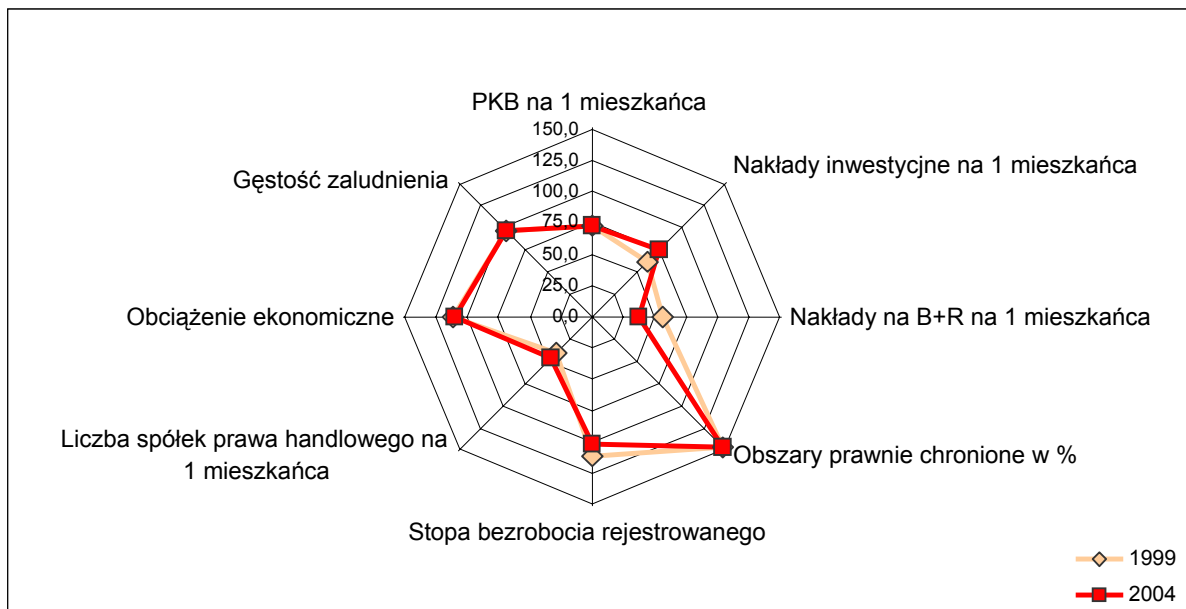 PKB na 1 mieszkańca
150,0
125,0
100,0
75,0
50,0
25,0
0,0
Nakłady inwestycjne na 1 mieszkańca
Gęstość zaludnienia
Obciążenie ekonomiczne
Nakłady na B+R na 1 mieszkańca
Liczba spółek prawa handlowego na
1 mieszkańca
Obszary prawnie chronione w %
Stopa bezrobocia rejestrowanego
1999
2004